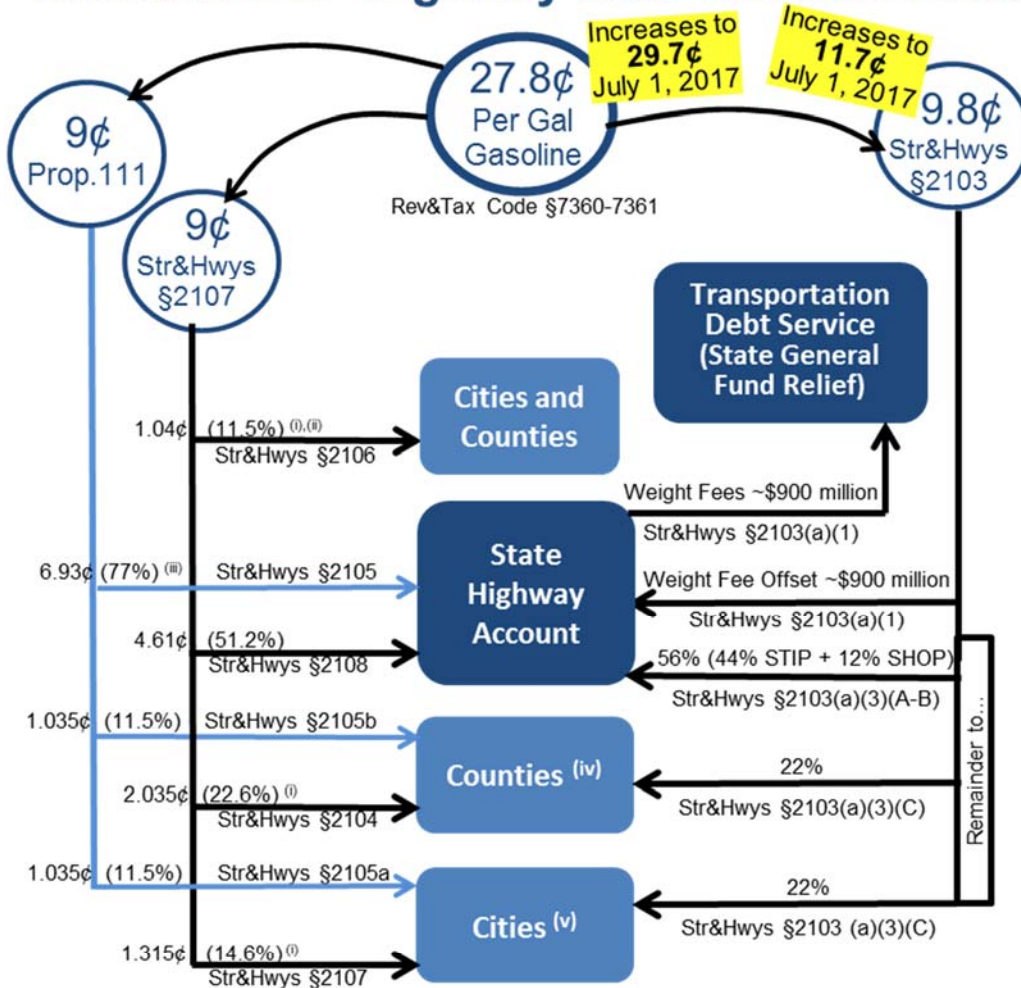 Increases to
29.7¢
July 1, 2017
Increases to
11.7¢
July 1, 2017
27.8¢
Per Gal
Gasoline
Rev&Tax Code §7360-7361
9¢
Prop.111
9¢
Str&Hwys
§2107
9.8¢
Str&Hwys
§2103
Transportation
Debt Service
(State General
Fund Relief)
Cities and
Counties
1.04¢ (11.5%) (i),(ii)
Str&Hwys §2106
Weight Fees ~$900 million
Str&Hwys §2103(a)(1)
State
Highway
Account
6.93¢ (77%) (iii) Str&Hwys §2105
Weight Fee Offset ~$900 million
Str&Hwys §2103(a)(1)
4.61¢ (51.2%)
Str&Hwys §2108
56% (44% STIP + 12% SHOP)
Str&Hwys §2103(a)(3)(A-B)
Remainder to...
1.035¢ (11.5%) Str&Hwys §2105b
Counties (iv)
22%
Str&Hwys §2103(a)(3)(C)
2.035¢ (22.6%) (i)
Str&Hwys §2104
1.035¢ (11.5%) Str&Hwys §2105a
Cities (v)
22%
Str&Hwys §2103 (a)(3)(C)
1.315¢ (14.6%) (i)
Str&Hwys §2107